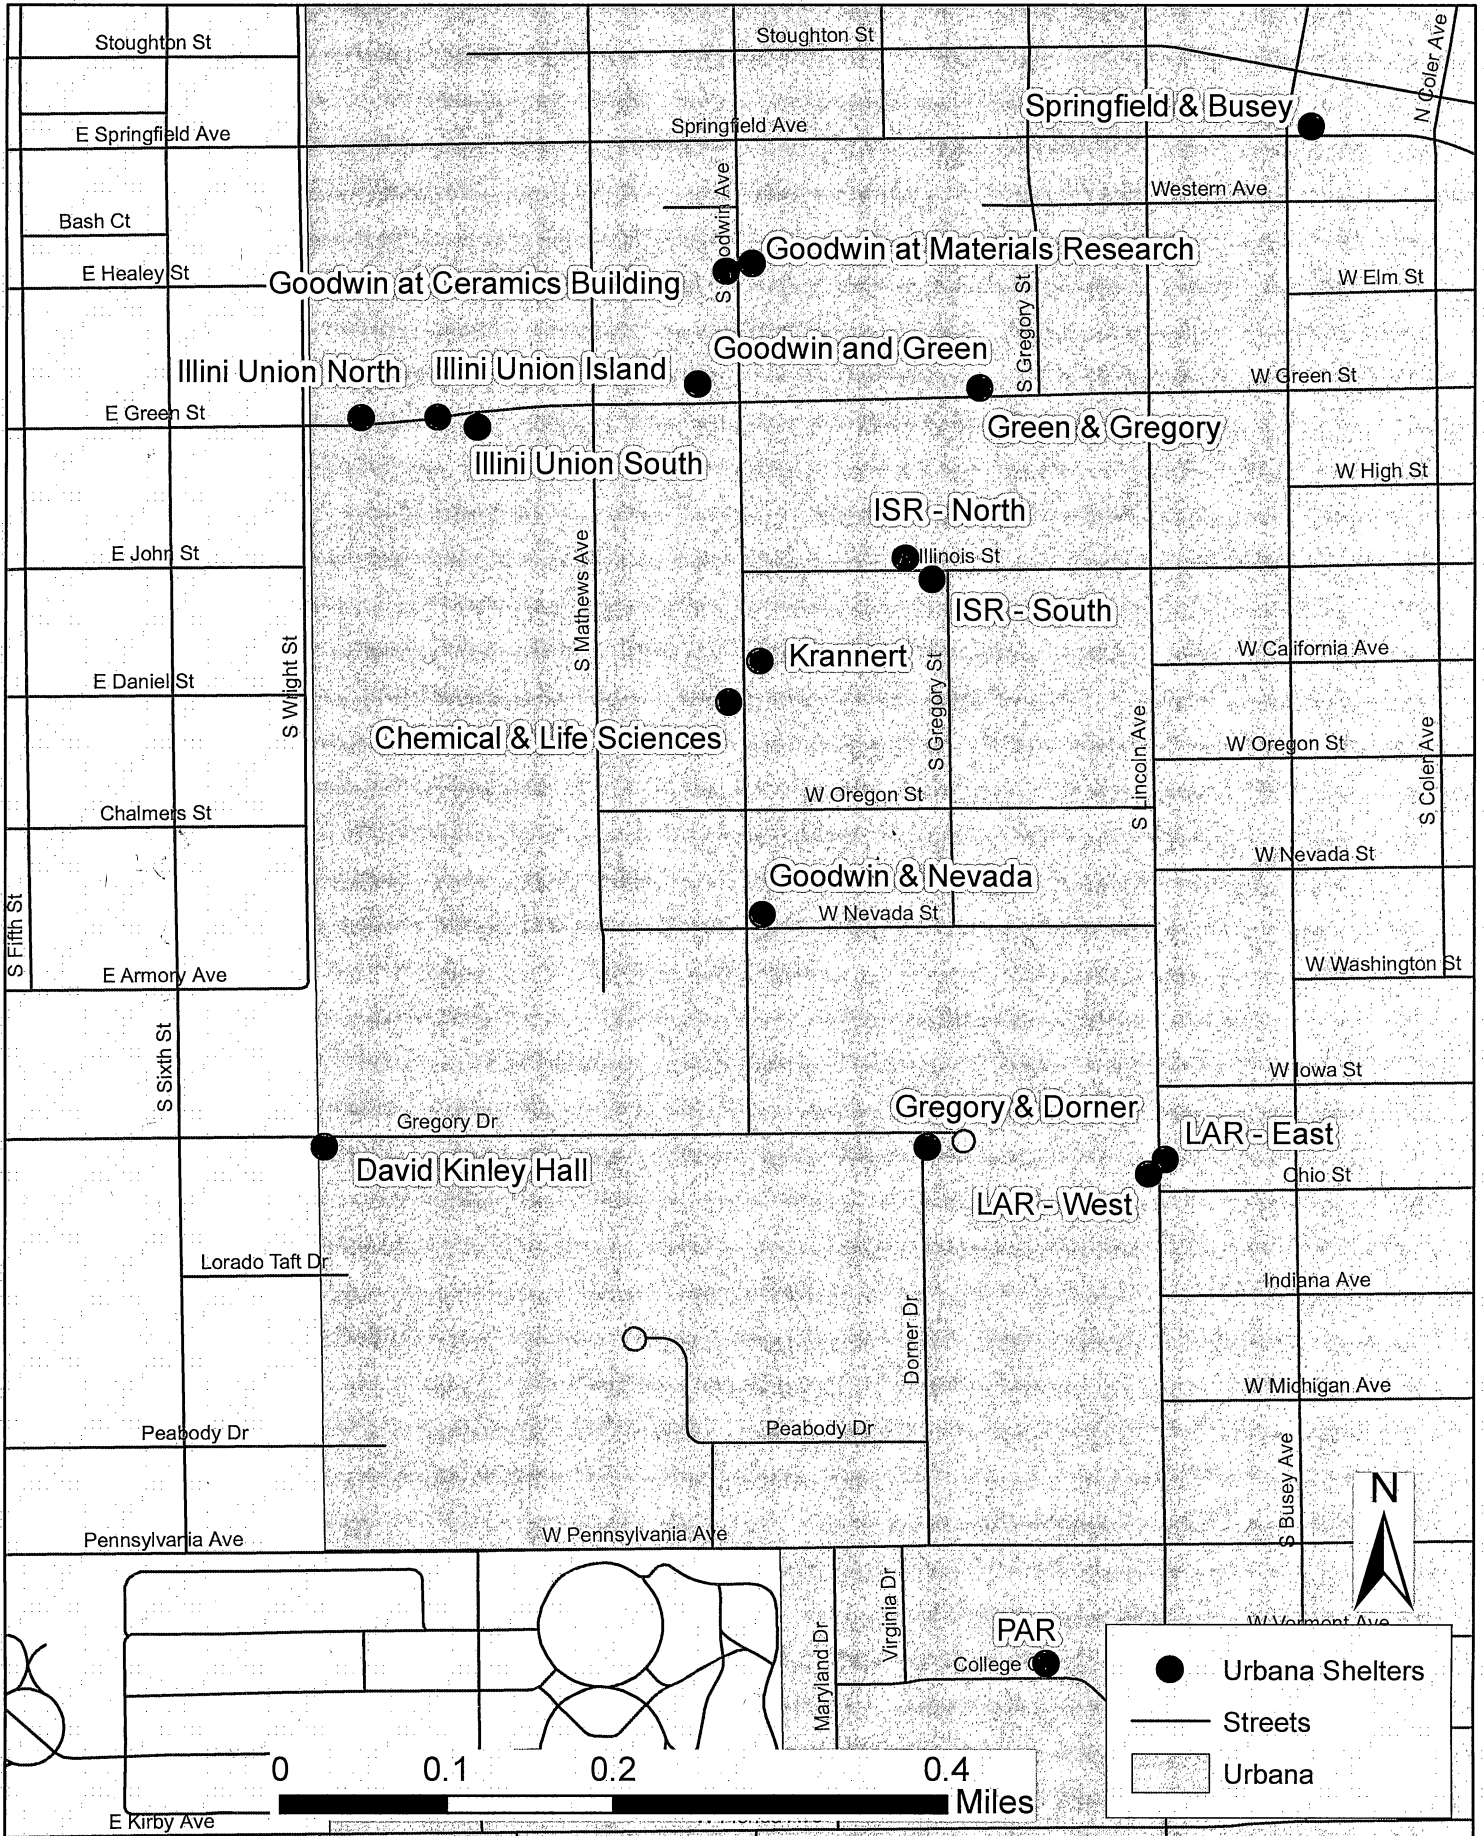 Stoughton St
Stoughton St
N Coler Ave
Springfield & Busey
E Springfield Ave
Springfield Ave
Western Ave
Bash Ct
Goodwin at Materials Research
E Healey St
Goodwin at Ceramics Building
S Gregory St
W Elm St
Goodwin and Green
Illini Union North
Illini Union Island
W Green St
E Green St
Green & Gregory
Illini Union South
W High St
ISR - North
E John St
Illinois St
S Mathews Ave
ISR - South
W California Ave
Krannert
S Wright St
E Daniel St
S Gregory St
Chemical & Life Sciences
W Oregon St
S Lincoln Ave
S Coler Ave
W Oregon St
Chalmers St
W Nevada St
Goodwin & Nevada
W Nevada St
S Fifth St
E Armory Ave
W Washington St
S Sixth St
W Iowa St
Gregory & Dorner
Gregory Dr
LAR - East
David Kinley Hall
Ohio St
LAR - West
Lorado Taft Dr
Indiana Ave
Dorner Dr
W Michigan Ave
Peabody Dr
Peabody Dr
S Busey Ave
N
Pennsylvania Ave
W Pennsylvania Ave
Virginia Dr
W Vermont Ave
PAR
College
Maryland Dr
Urbana Shelters
Streets
Urbana
0 0.1 0.2 0.4
Miles
E Kirby Ave